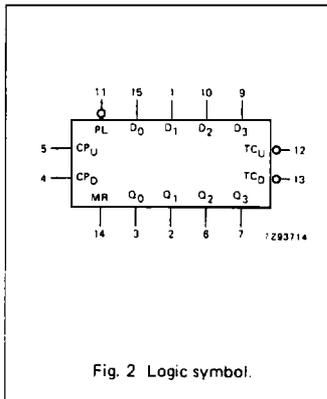 11 15 1 10 9
PL D0 D1 D2 D3
5 CPU TCU 12
4 CPD TCD 13
MR Q0 Q1 Q2 Q3
14 3 2 6 7 7Z93714
Fig. 2 Logic symbol.